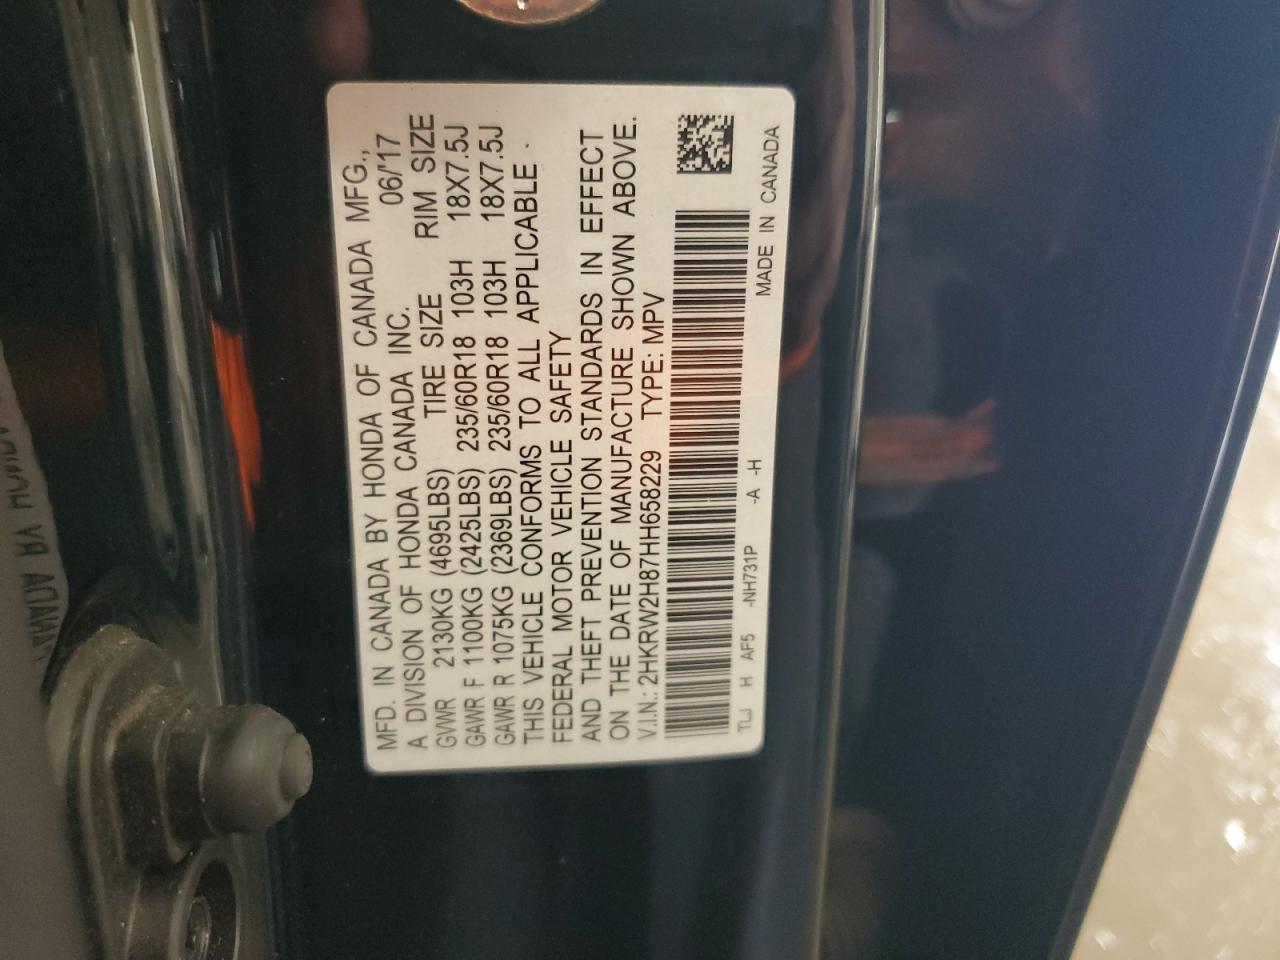 MFD. IN CANADA BY HONDA OF CANADA MFG.,
A DIVISION OF HONDA CANADA INC. 06/'17
GVWR 2130KG (4695LBS) TIRE SIZE RIM SIZE
GAWR F 1100KG (2425LBS) 235/60R18 103H 18X7.5J
GAWR R 1075KG (2369LBS) 235/60R18 103H 18X7.5J
THIS VEHICLE CONFORMS TO ALL APPLICABLE
FEDERAL MOTOR VEHICLE SAFETY
AND THEFT PREVENTION STANDARDS IN EFFECT
ON THE DATE OF MANUFACTURE SHOWN ABOVE.
V.I.N.: 2HKRW2H87HH658229 TYPE: MPV
TLJ H AF5 -NH731P -A -H MADE IN CANADA